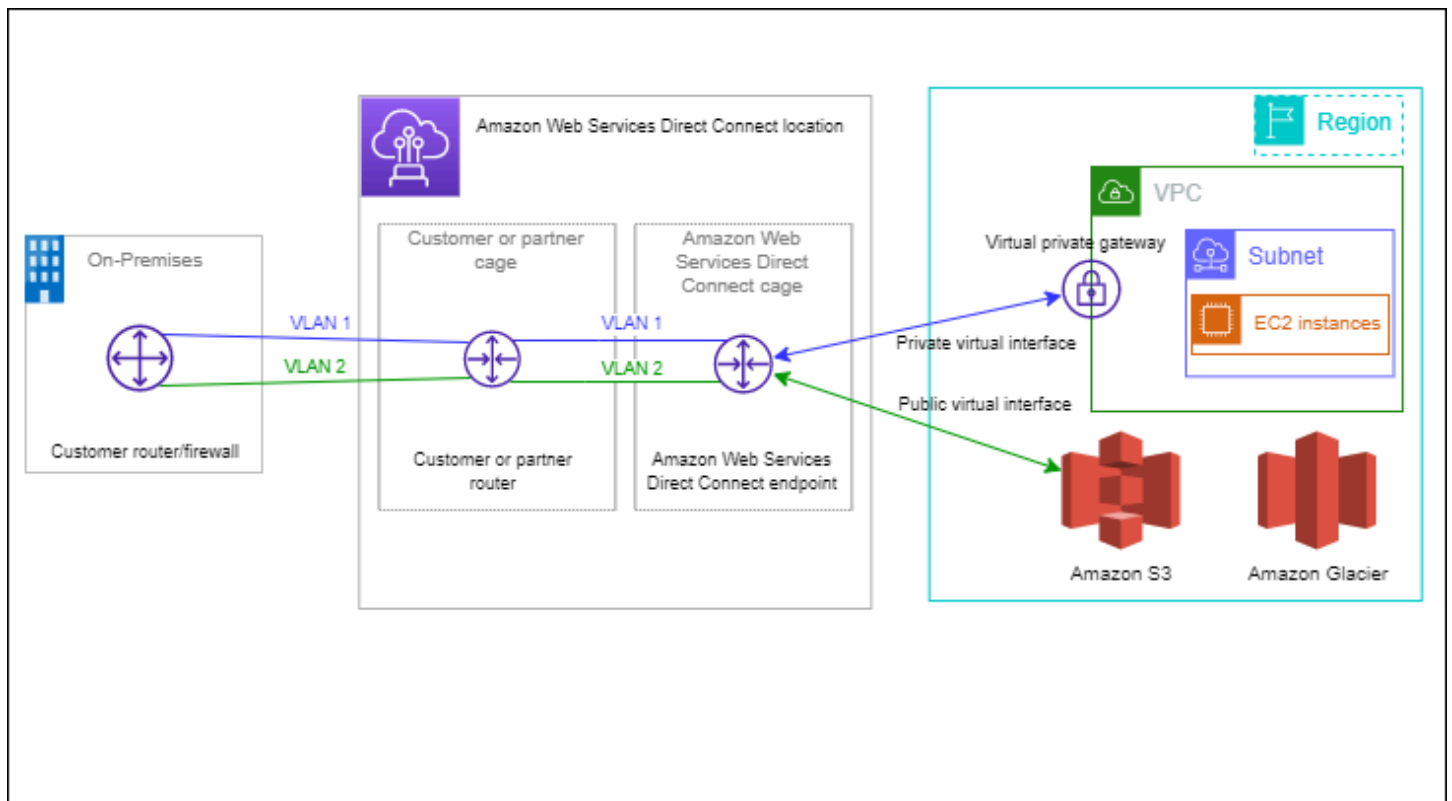 Amazon Web Services Direct Connect location
Region
VPC
On-Premises
Customer or partner
cage
Amazon Web
Services Direct
Connect cage
Virtual private gateway
Subnet
EC2 instances
VLAN 1
VLAN 1
Private virtual interface
VLAN 2
VLAN 2
Public virtual interface
Customer router/firewall
Customer or partner
router
Amazon Web Services
Direct Connect endpoint
Amazon S3
Amazon Glacier